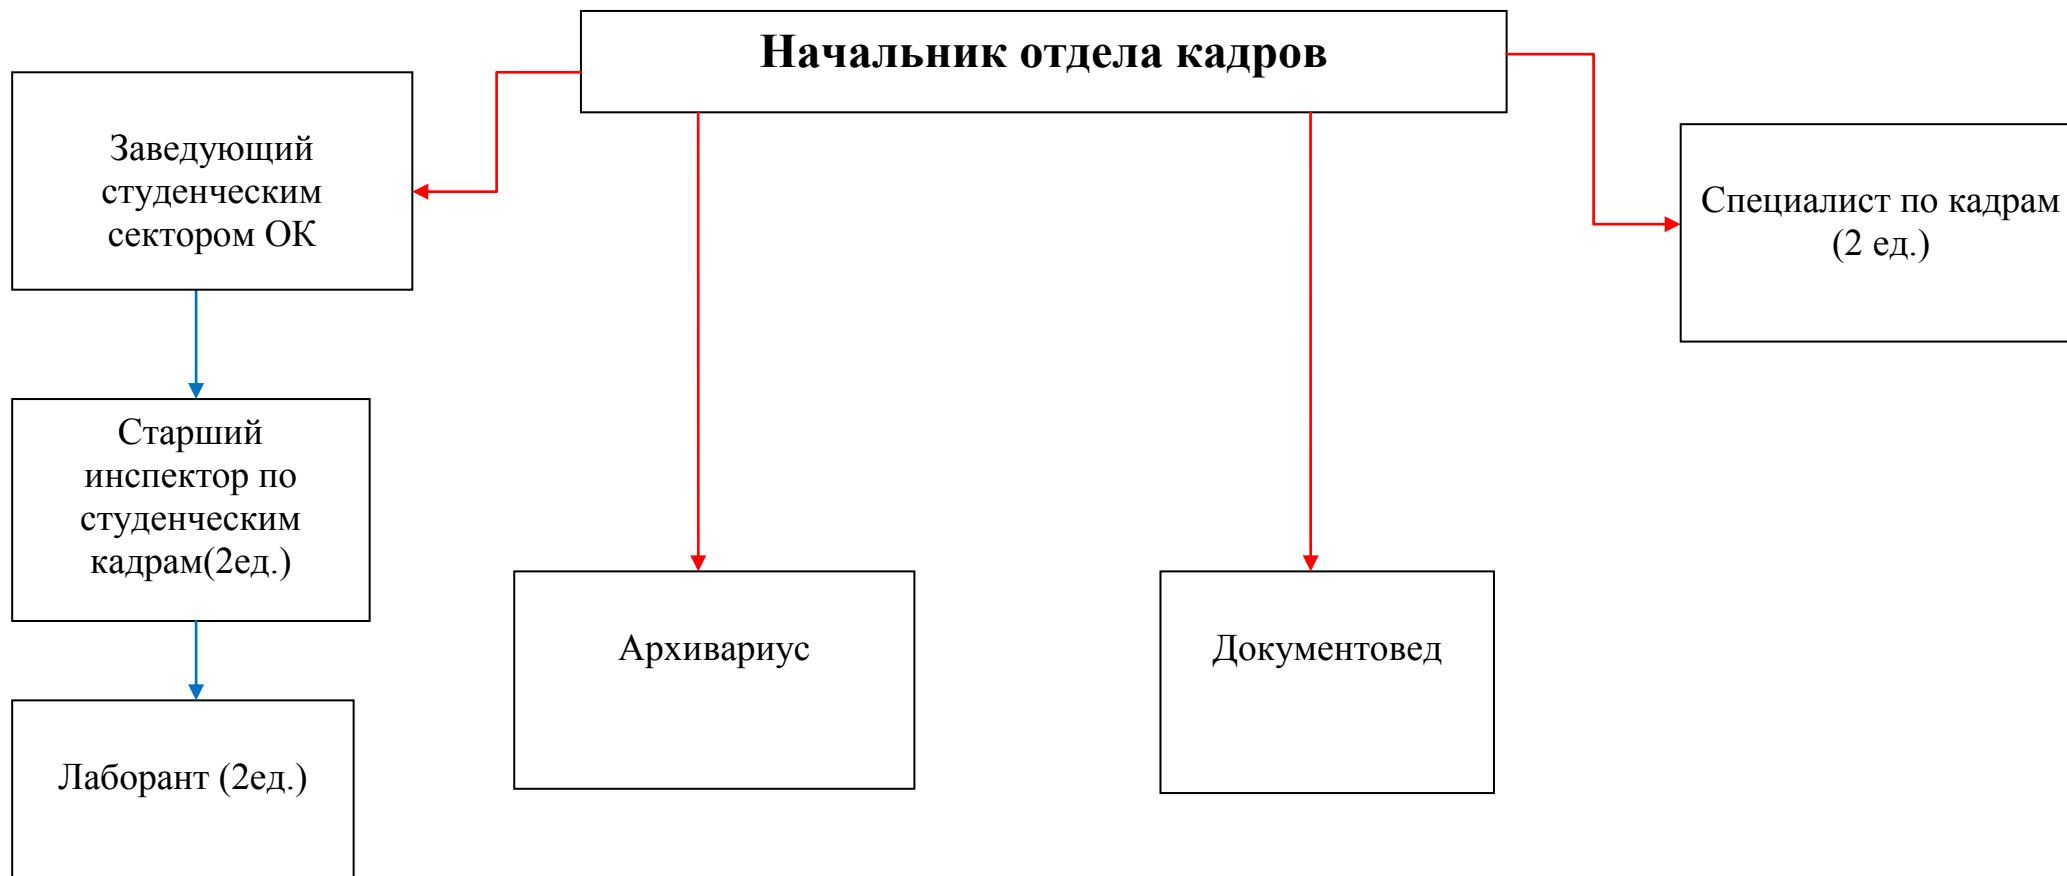 Начальник отдела кадров
Заведующий
студенческим
сектором ОК
Специалист по кадрам
(2 ед.)
Старший
инспектор по
студенческим
кадрам(2ед.)
Архивариус
Документовед
Лаборант (2ед.)